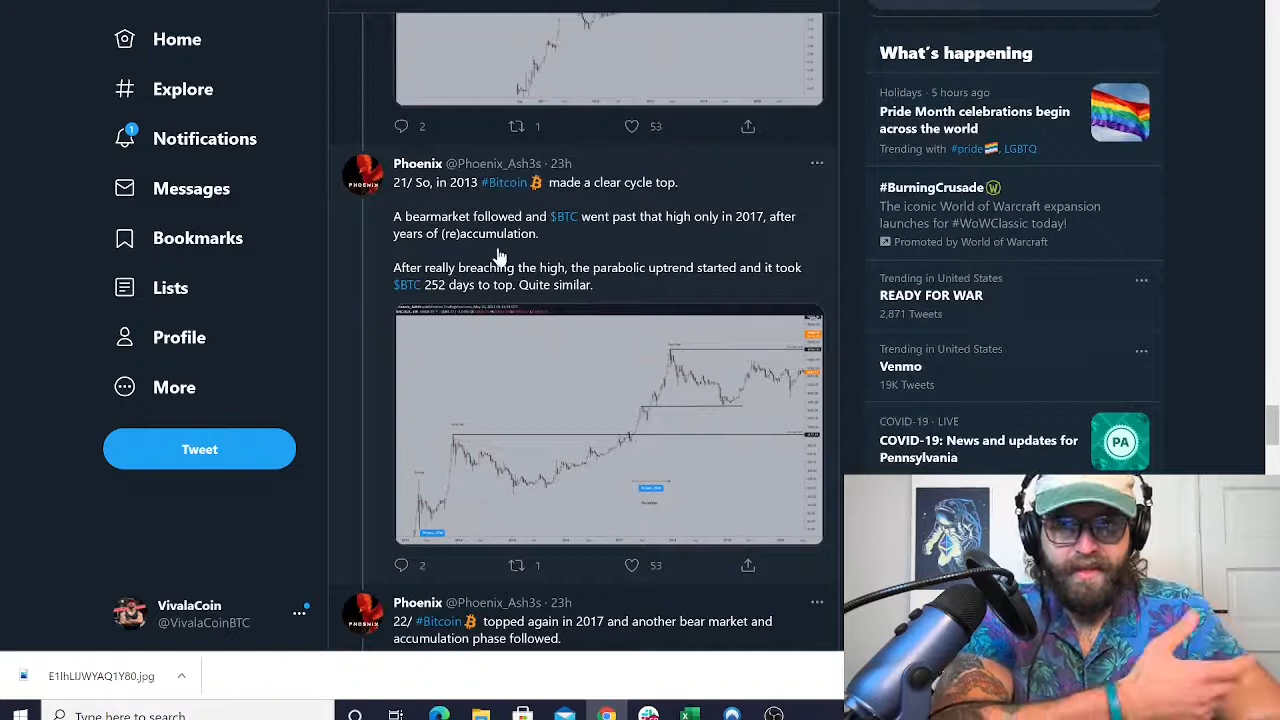 Home
Explore
1
Notifications
Messages
Bookmarks
Lists
Profile
More
Tweet
VivalaCoin
@VivalaCoinBTC
2
1
53
PHOENIX
Phoenix @Phoenix_Ash3s · 23h
21/ So, in 2013 #Bitcoin made a clear cycle top.
A bearmarket followed and $BTC went past that high only in 2017, after
years of (re)accumulation.
After really breaching the high, the parabolic uptrend started and it took
$BTC 252 days to top. Quite similar.
2
1
53
PHOENIX
Phoenix @Phoenix_Ash3s · 23h
22/ #Bitcoin topped again in 2017 and another bear market and
accumulation phase followed.
What's happening
Holidays · 5 hours ago
Pride Month celebrations begin
across the world
Trending with #pride, LGBTQ
#BurningCrusade
The iconic World of Warcraft expansion
launches for #WoWClassic today!
Promoted by World of Warcraft
Trending in United States
READY FOR WAR
2,871 Tweets
Trending in United States
Venmo
19K Tweets
COVID-19 · LIVE
COVID-19: News and updates for
Pennsylvania
PA
E1IhLIJWYAQ1Y80.jpg
Type here to search